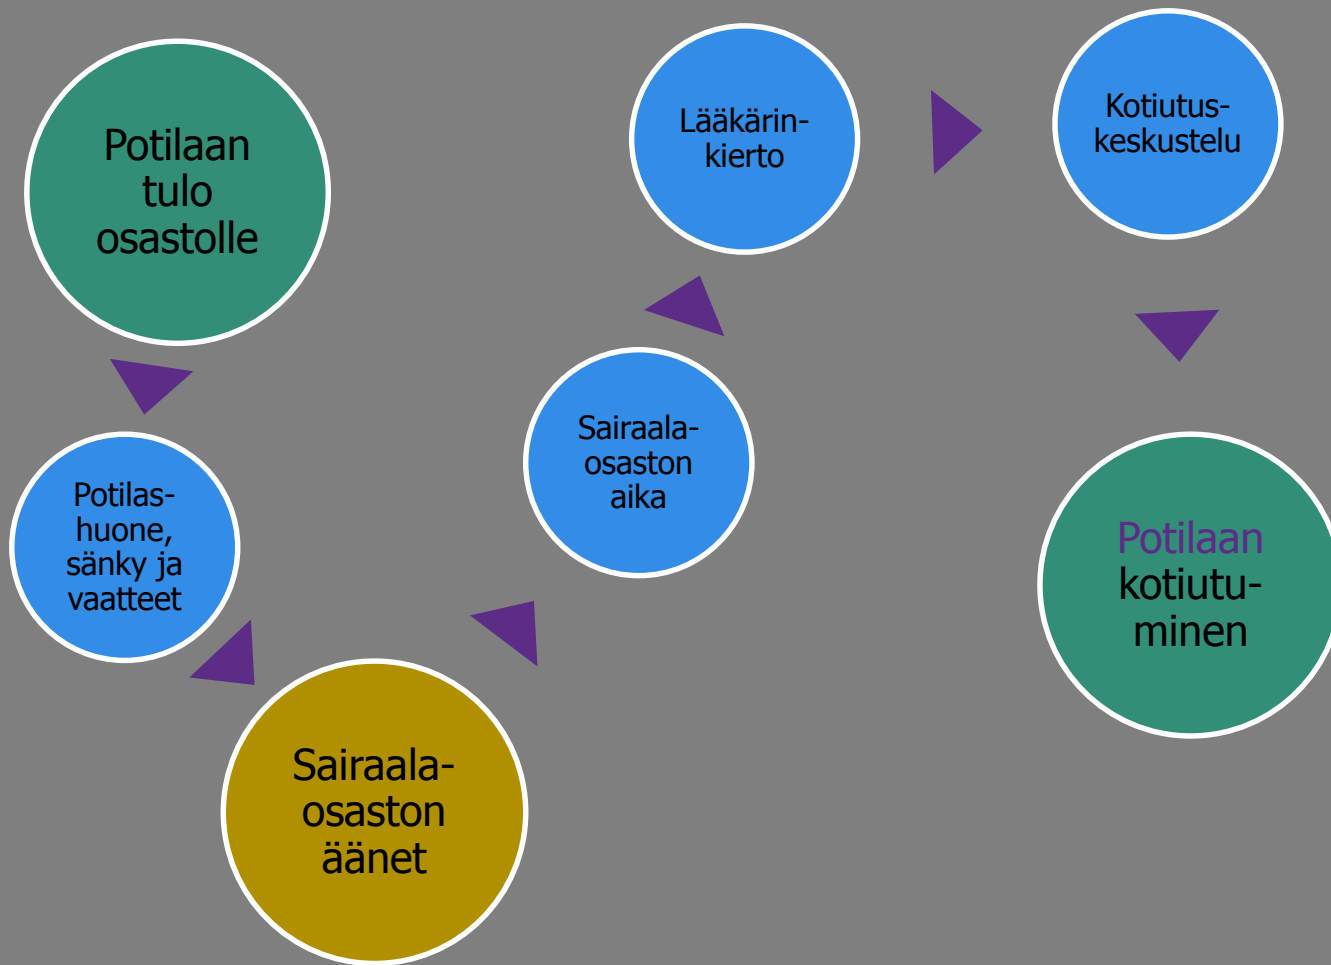 Potilaan
tulo
osastolle
Potilas-
huone,
sänky ja
vaatteet
Sairaala-
osaston
äänet
Sairaala-
osaston
aika
Lääkärin-
kierto
Kotiutus-
keskustelu
Potilaan
kotiutu-
minen